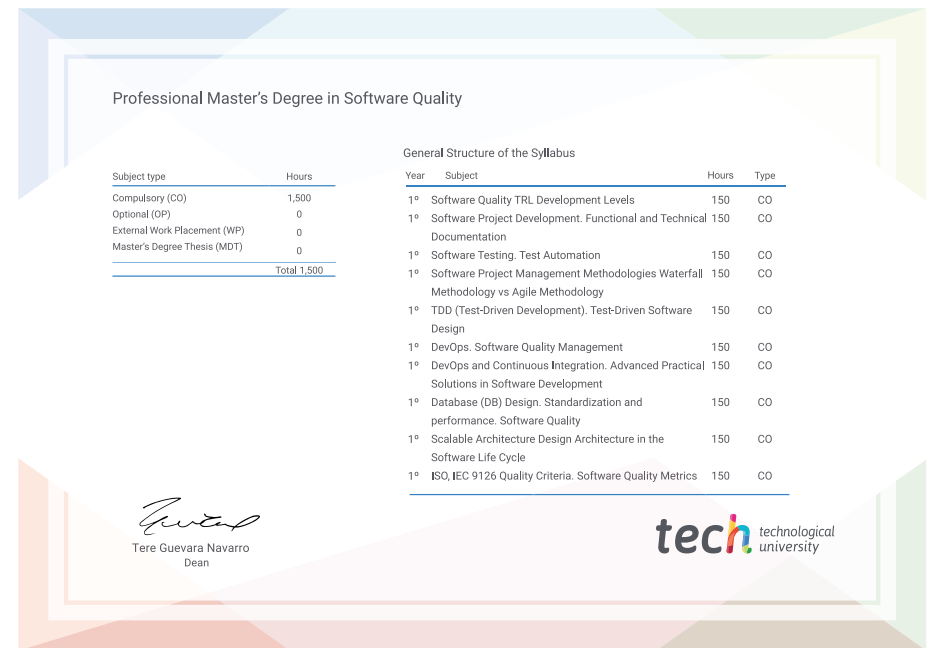 Professional Master's Degree in Software Quality
General Structure of the Syllabus
Subject type Hours
Compulsory (CO) 1,500
Optional (OP) 0
External Work Placement (WP) 0
Master's Degree Thesis (MDT) 0
Total 1,500
Year Subject Hours Type
1º Software Quality TRL Development Levels 150 CO
1º Software Project Development. Functional and Technical 150 CO
Documentation
1º Software Testing. Test Automation 150 CO
1º Software Project Management Methodologies Waterfall 150 CO
Methodology vs Agile Methodology
1º TDD (Test-Driven Development). Test-Driven Software 150 CO
Design
1º DevOps. Software Quality Management 150 CO
1º DevOps and Continuous Integration. Advanced Practical 150 CO
Solutions in Software Development
1º Database (DB) Design. Standardization and 150 CO
performance. Software Quality
1º Scalable Architecture Design Architecture in the 150 CO
Software Life Cycle
1º ISO, IEC 9126 Quality Criteria. Software Quality Metrics 150 CO
Tere Guevara Navarro
Dean
tech technological
university